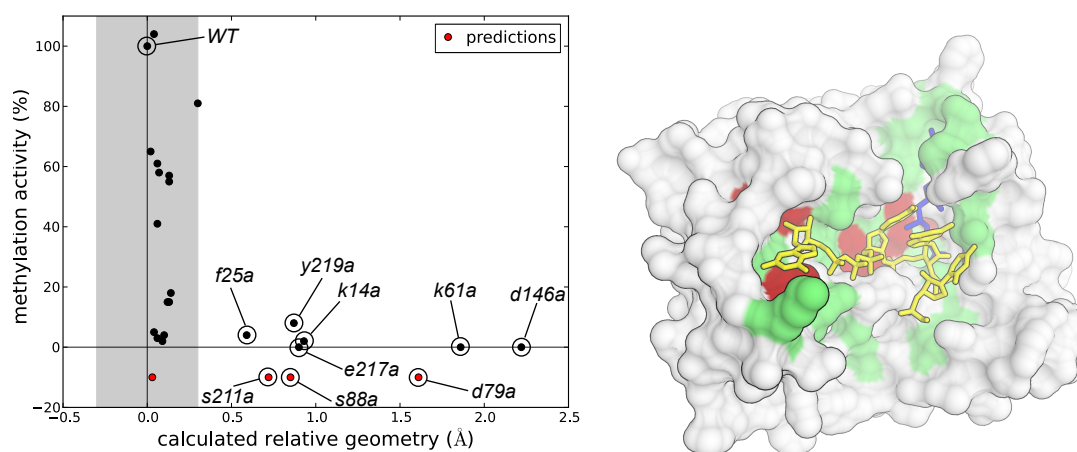 100
80
60
40
20
0
−20
methylation activity (%)
WT
predictions
f25a
y219a
k14a
k61a
d146a
e217a
s211a
s88a
d79a
−0.5
0.0
0.5
1.0
1.5
2.0
2.5
calculated relative geometry (Å)